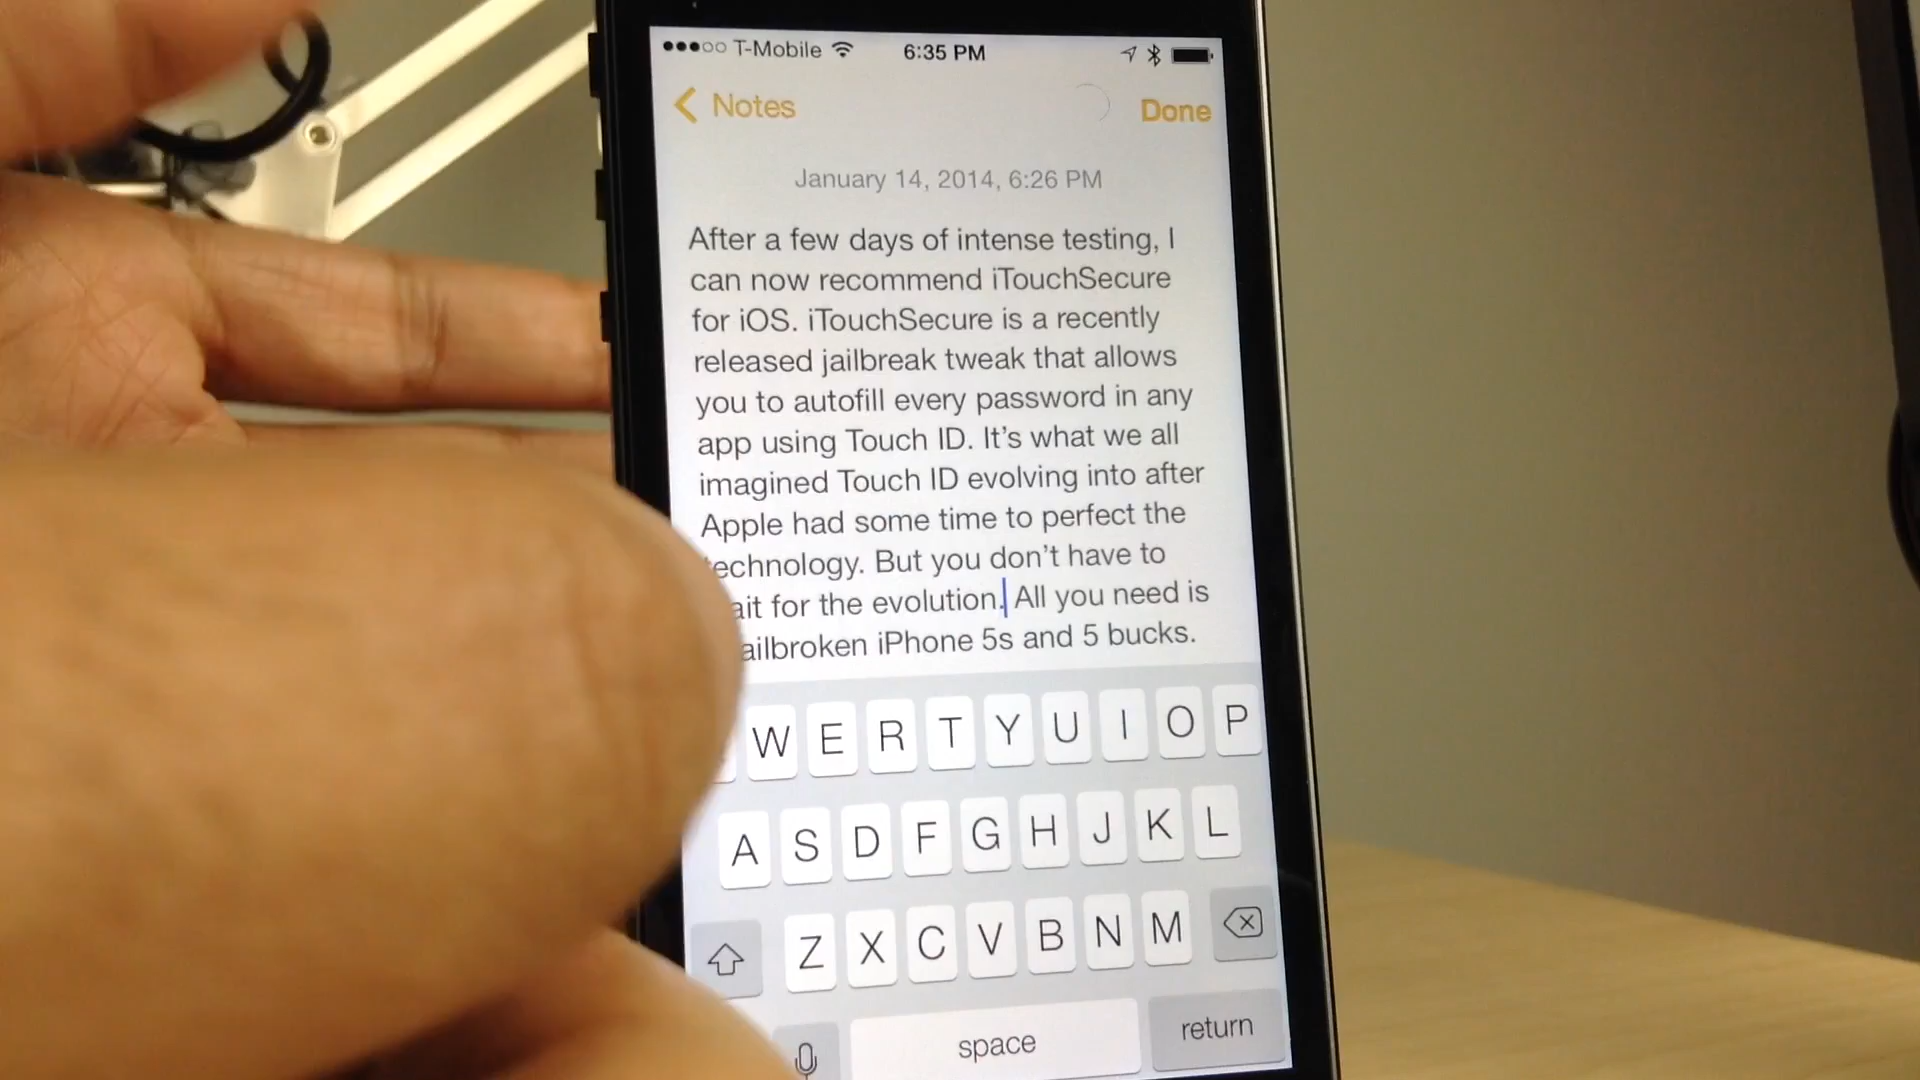 T-Mobile 6:35 PM
Notes Done
January 14, 2014, 6:26 PM
After a few days of intense testing, I
can now recommend iTouchSecure
for iOS. iTouchSecure is a recently
released jailbreak tweak that allows
you to autofill every password in any
app using Touch ID. It's what we all
imagined Touch ID evolving into after
Apple had some time to perfect the
echnology. But you don't have to
ait for the evolution. All you need is
ailbroken iPhone 5s and 5 bucks.
W E R T Y U I O P
A S D F G H J K L
Z X C V B N M
space return